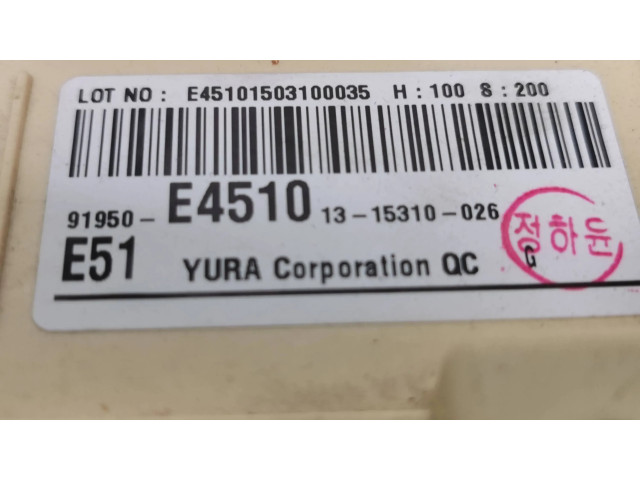 LOT NO : E45101503100035 H : 100 S : 200
91950- E4510 13-15310-026
E51 YURA Corporation QC G
정하윤